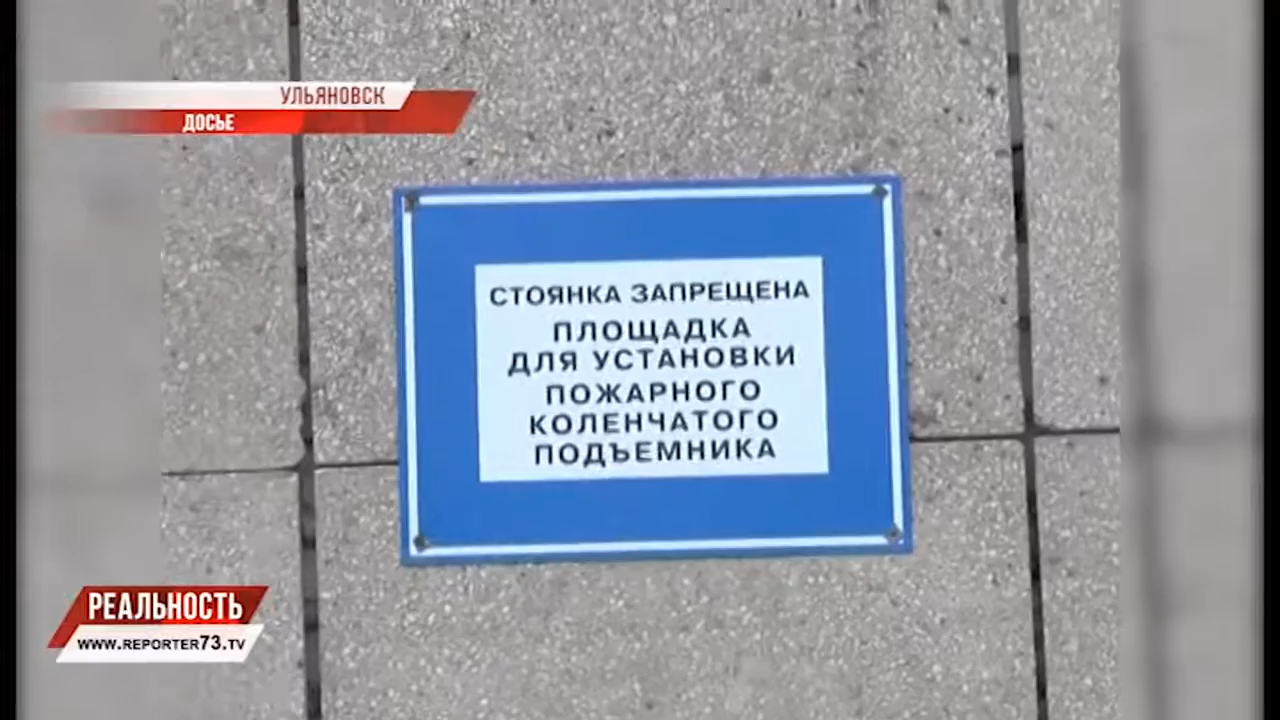 УЛЬЯНОВСК
ДОСЬЕ
СТОЯНКА ЗАПРЕЩЕНА
ПЛОЩАДКА
ДЛЯ УСТАНОВКИ
ПОЖАРНОГО
КОЛЕНЧАТОГО
ПОДЪЕМНИКА
РЕАЛЬНОСТЬ
WWW.REPORTER73.TV